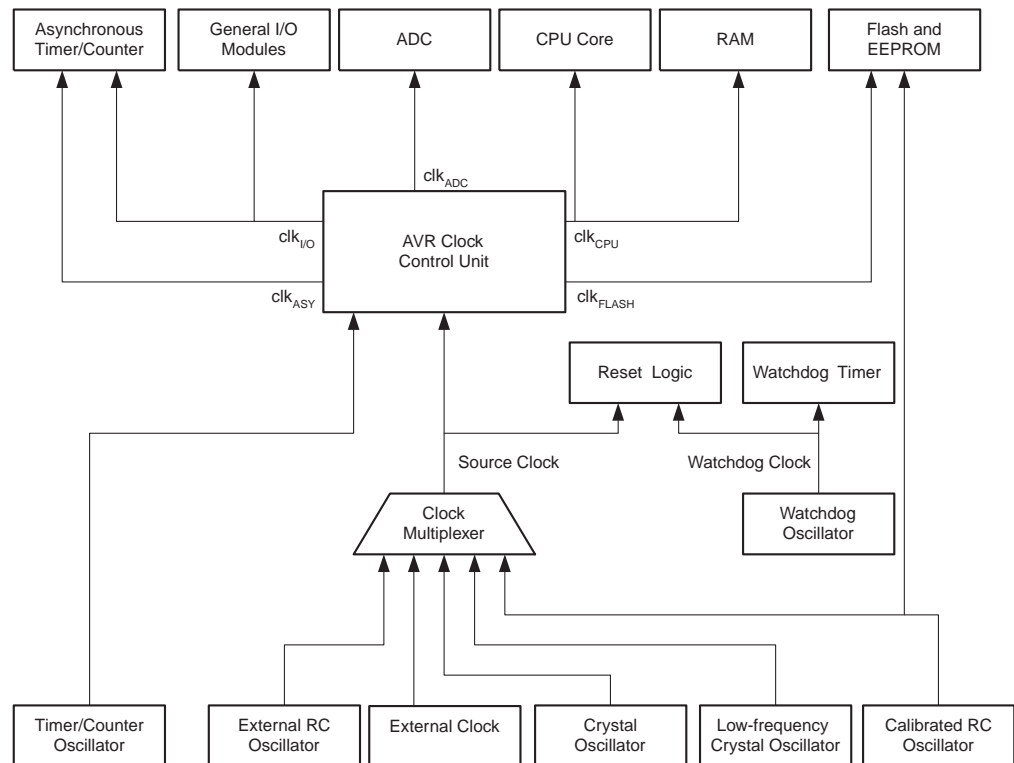 Asynchronous
Timer/Counter
General I/O
Modules
ADC
CPU Core
RAM
Flash and
EEPROM
clkADC
clkI/O
AVR Clock
Control Unit
clkCPU
clkASY
clkFLASH
Reset Logic
Watchdog Timer
Source Clock
Watchdog Clock
Clock
Multiplexer
Watchdog
Oscillator
Timer/Counter
Oscillator
External RC
Oscillator
External Clock
Crystal
Oscillator
Low-frequency
Crystal Oscillator
Calibrated RC
Oscillator